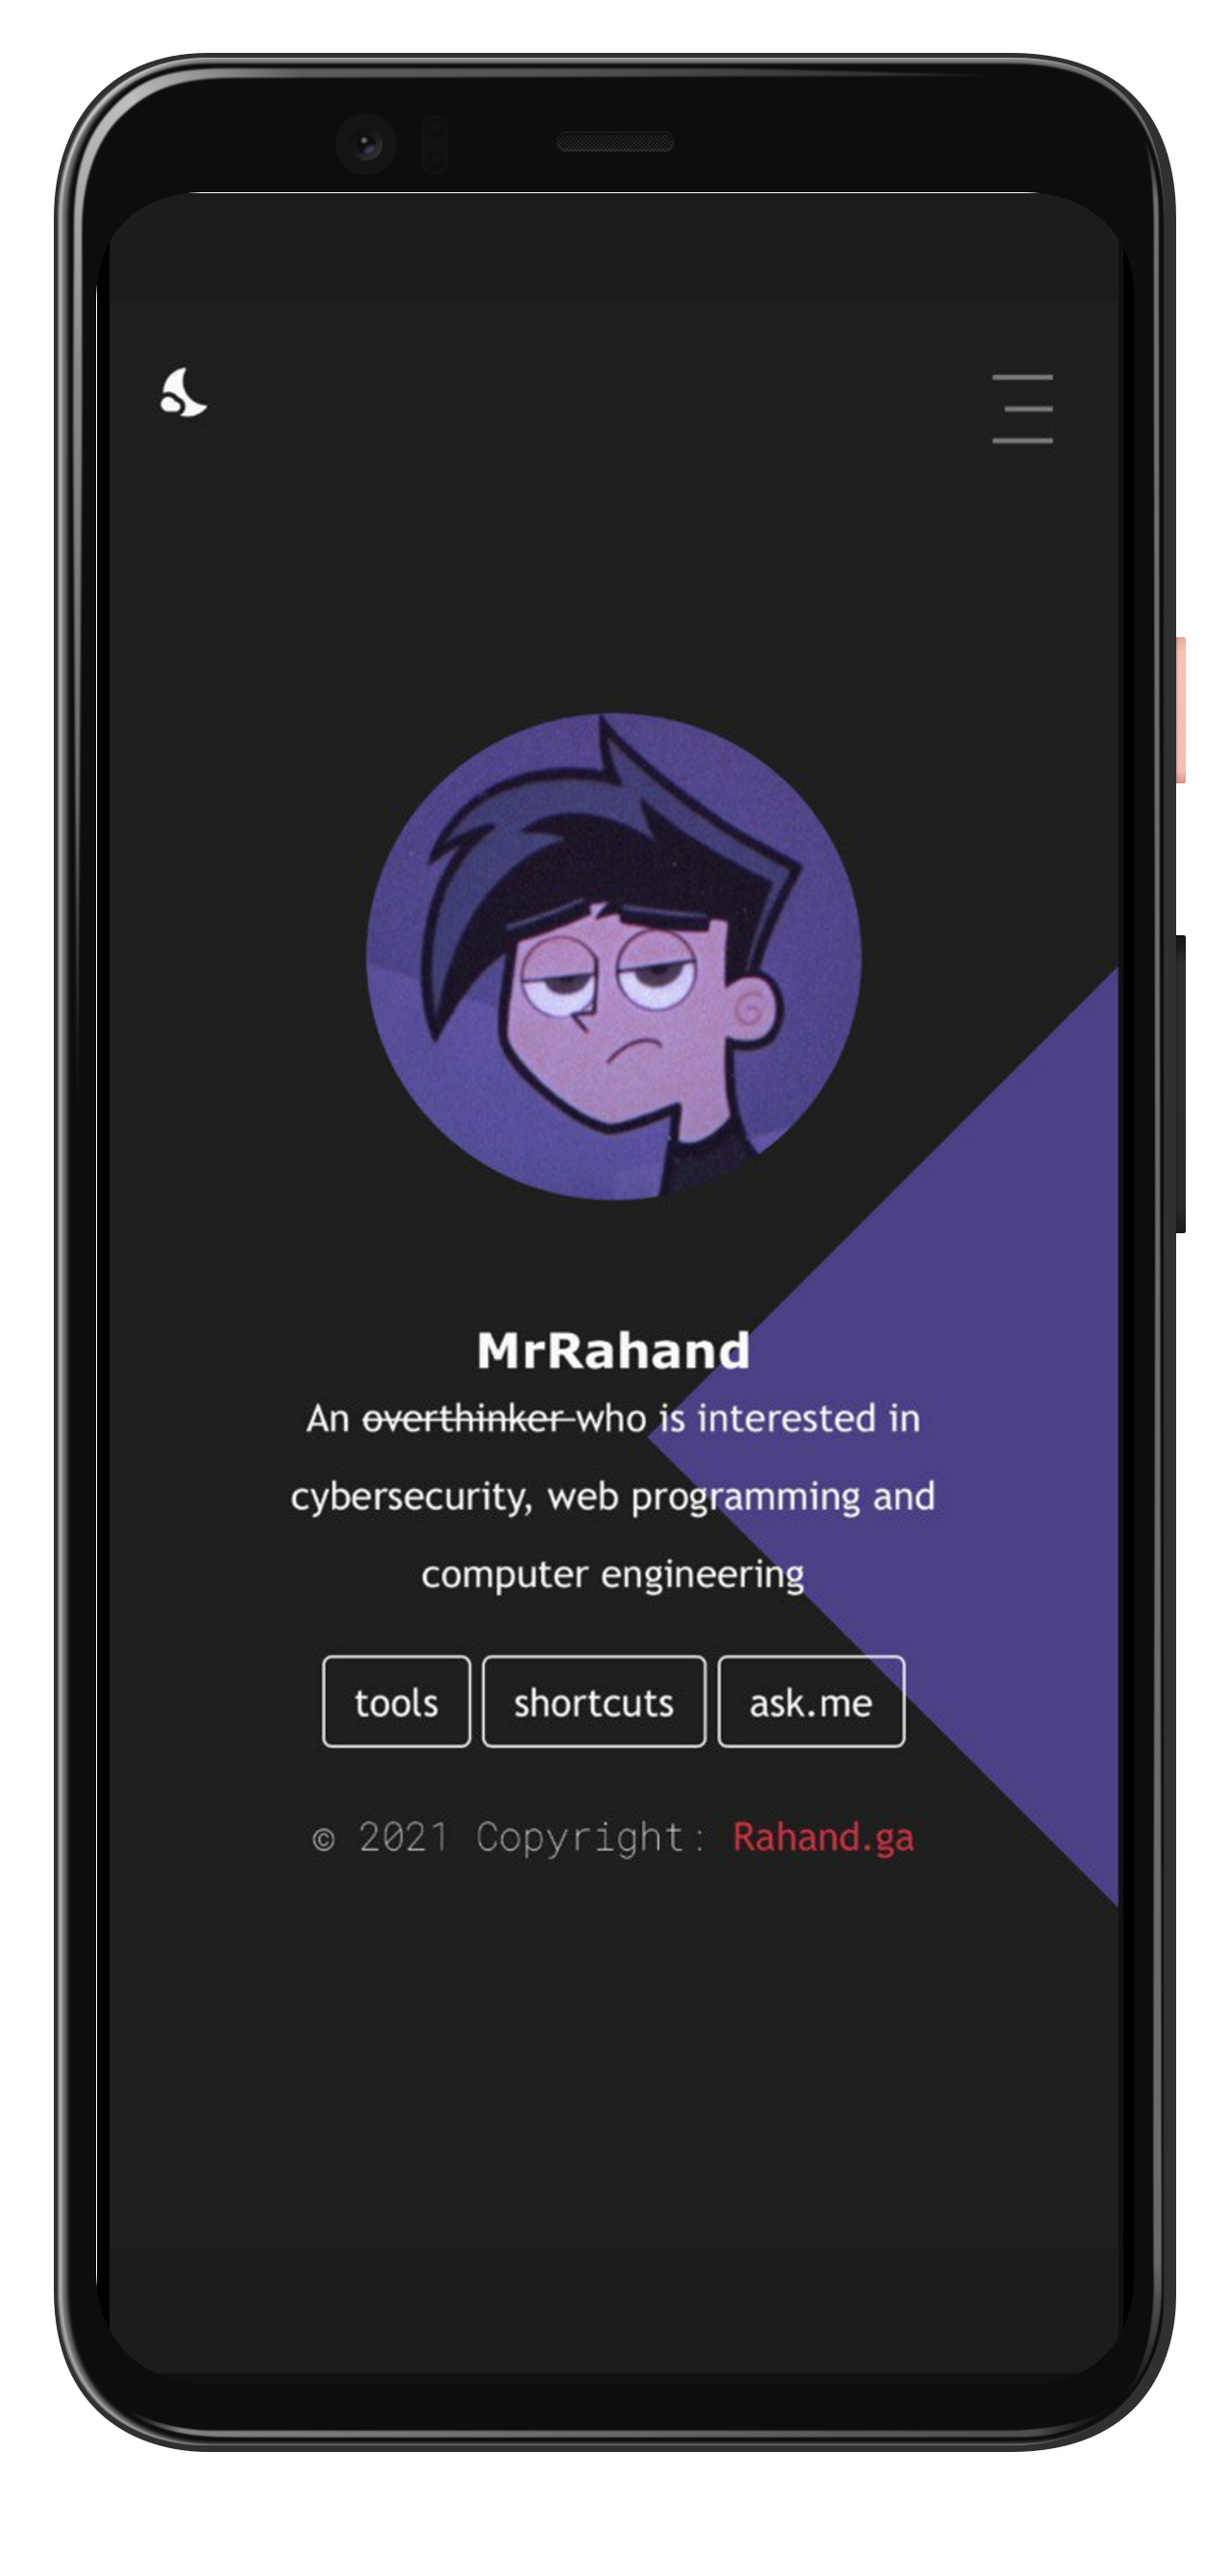 MrRahand
An overthinker who is interested in
cybersecurity, web programming and
computer engineering
tools shortcuts ask.me
© 2021 Copyright: Rahand.ga